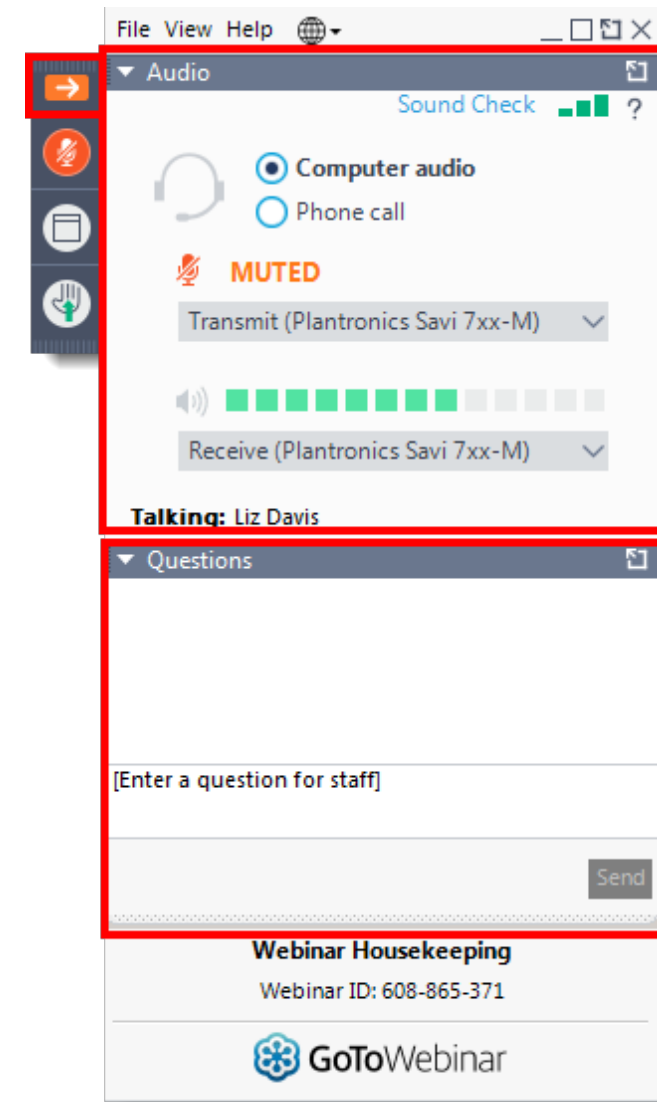 File View Help
Audio
Sound Check ?
Computer audio
Phone call
MUTED
Transmit (Plantronics Savi 7xx-M)
Receive (Plantronics Savi 7xx-M)
Talking: Liz Davis
Questions
[Enter a question for staff]
Send
Webinar Housekeeping
Webinar ID: 608-865-371
GoToWebinar